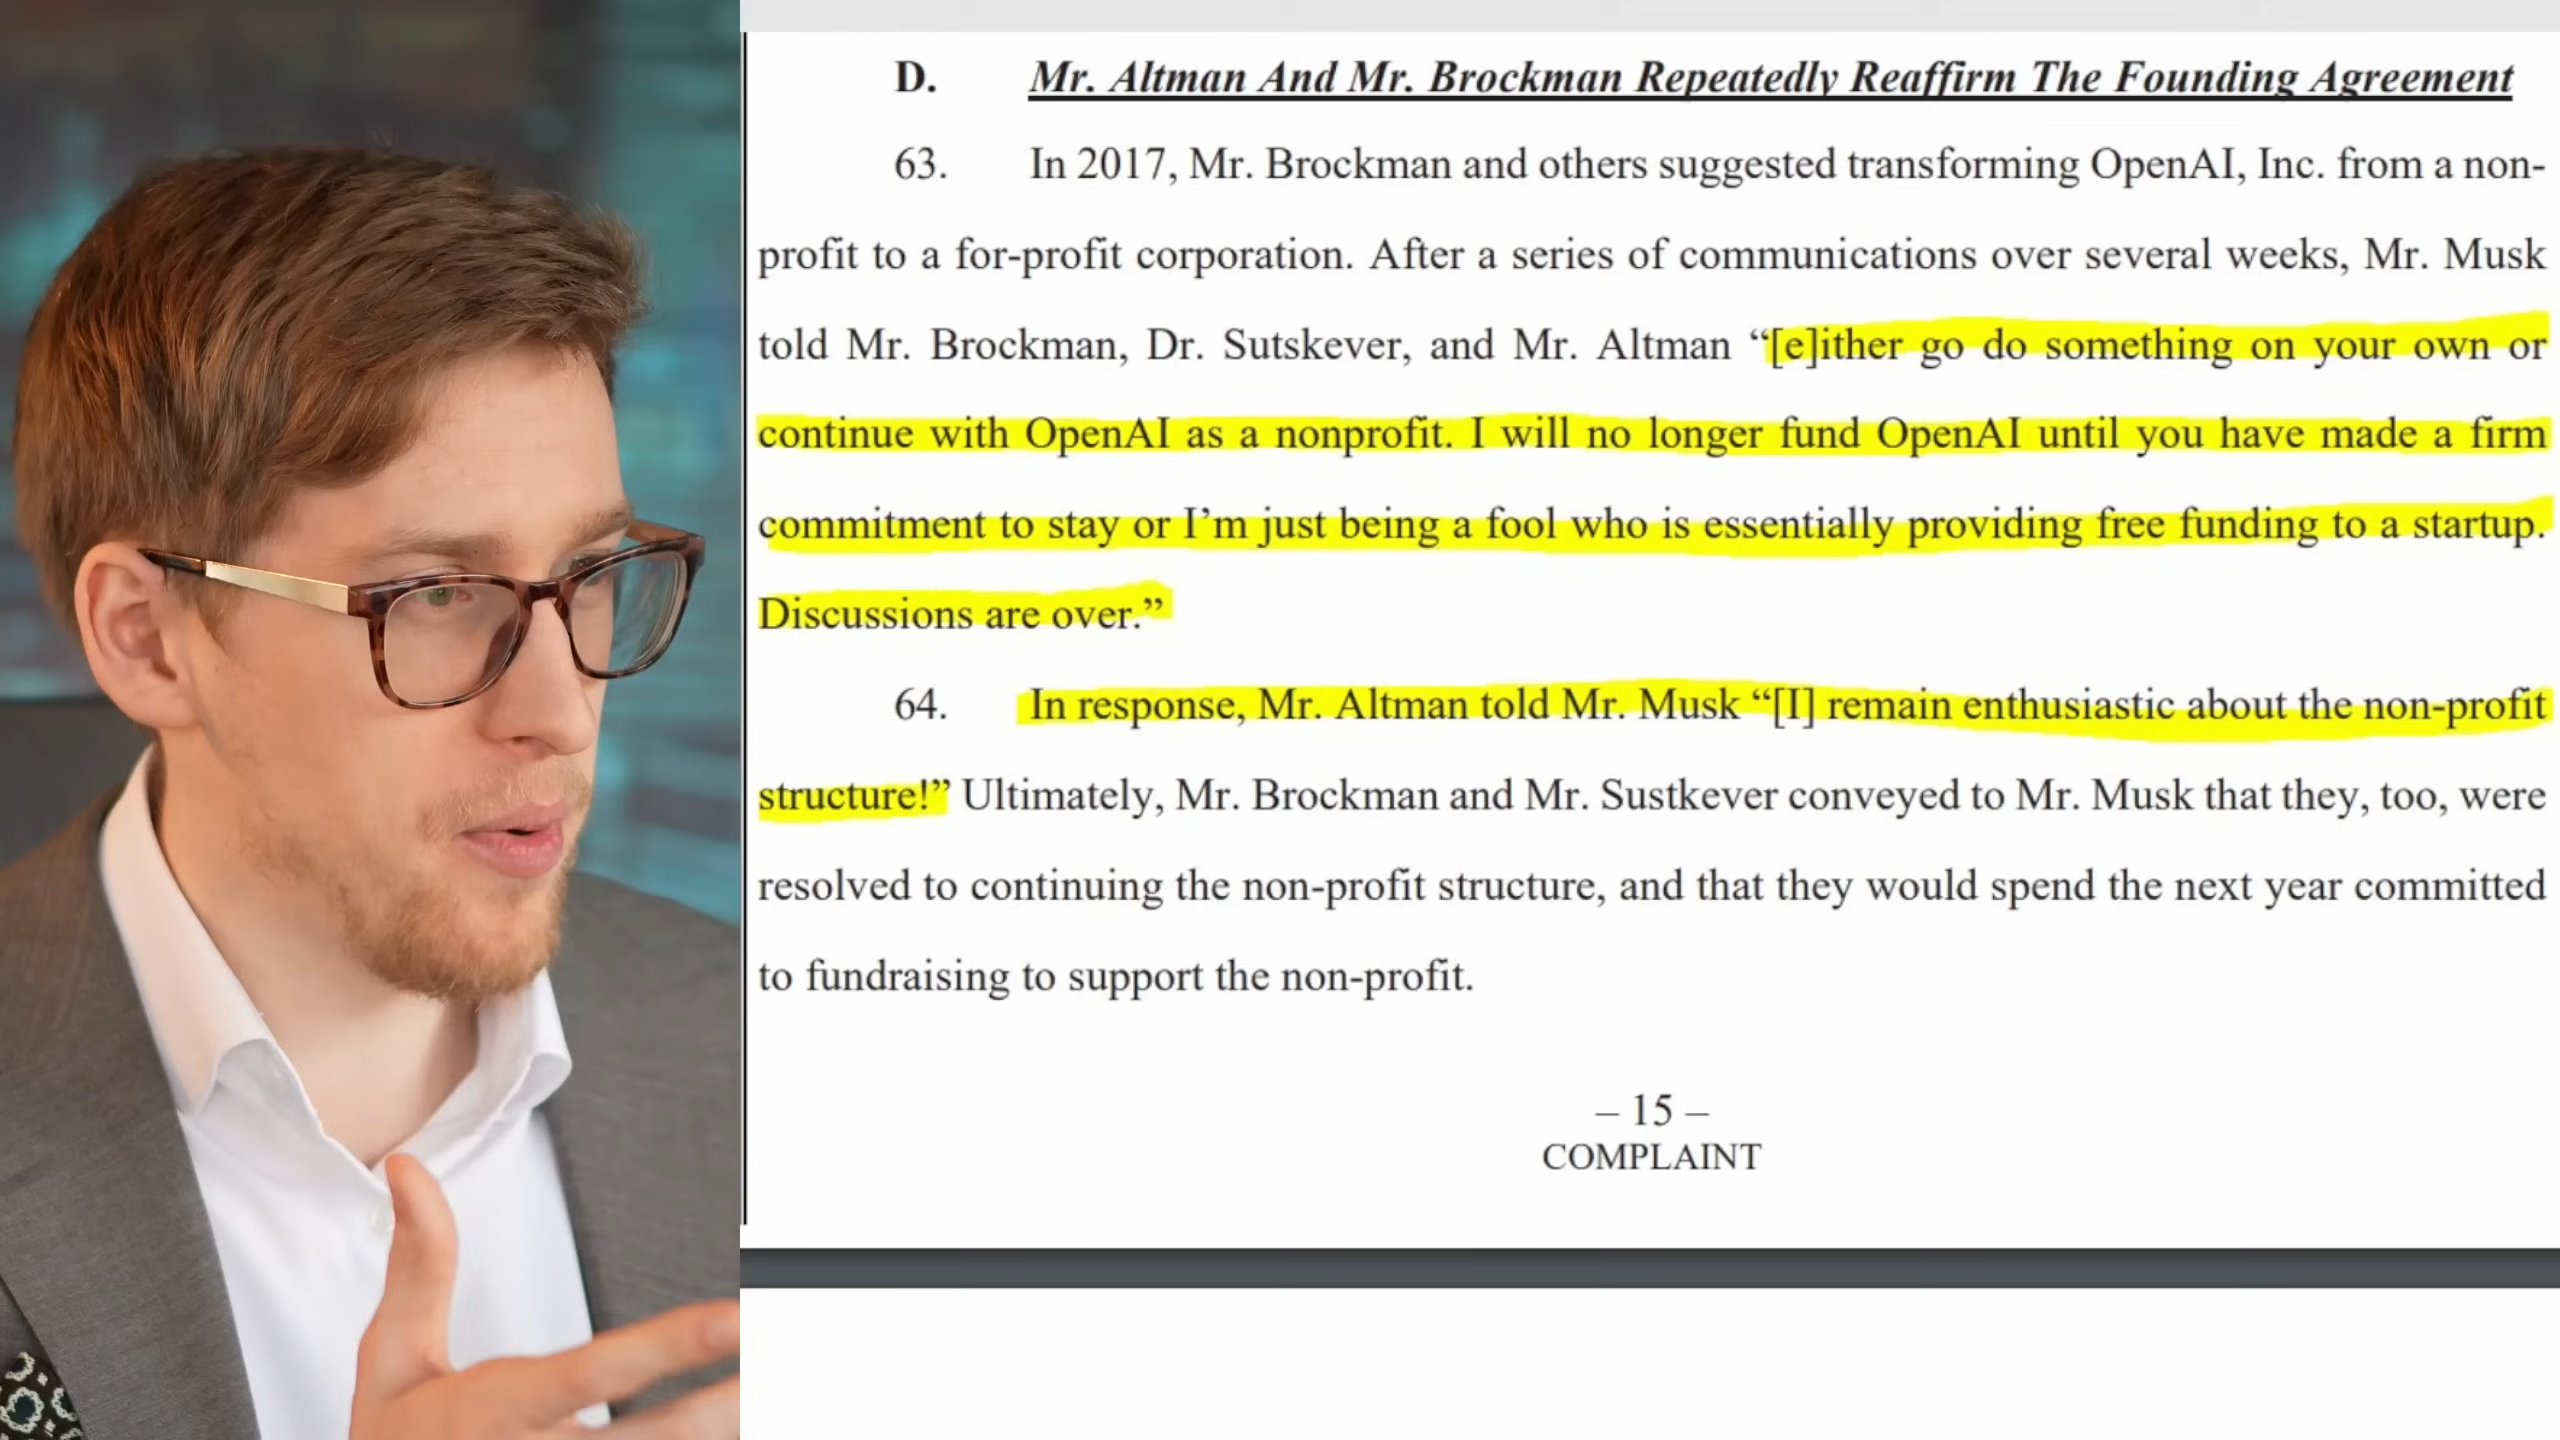 D. Mr. Altman And Mr. Brockman Repeatedly Reaffirm The Founding Agreement
63. In 2017, Mr. Brockman and others suggested transforming OpenAI, Inc. from a non-
profit to a for-profit corporation. After a series of communications over several weeks, Mr. Musk
told Mr. Brockman, Dr. Sutskever, and Mr. Altman “[e]ither go do something on your own or
continue with OpenAI as a nonprofit. I will no longer fund OpenAI until you have made a firm
commitment to stay or I’m just being a fool who is essentially providing free funding to a startup.
Discussions are over.”
64. In response, Mr. Altman told Mr. Musk “[I] remain enthusiastic about the non-profit
structure!” Ultimately, Mr. Brockman and Mr. Sustkever conveyed to Mr. Musk that they, too, were
resolved to continuing the non-profit structure, and that they would spend the next year committed
to fundraising to support the non-profit.
– 15 –
COMPLAINT